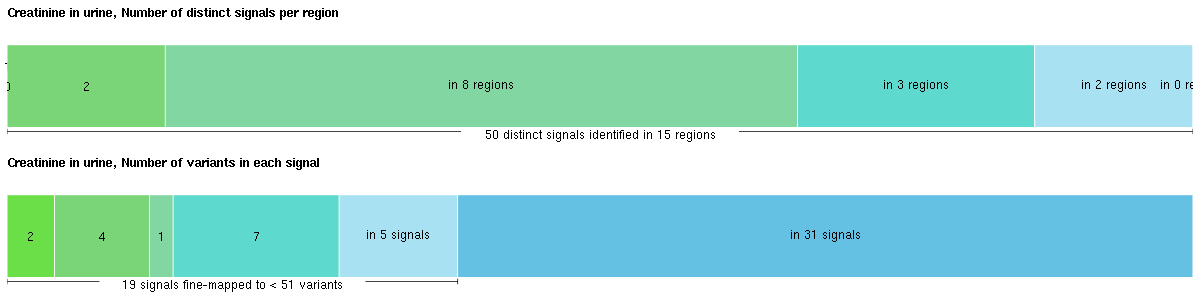 Creatinine in urine, Number of distinct signals per region
0 2 in 8 regions in 3 regions in 2 regions in 0 re
50 distinct signals identified in 15 regions
Creatinine in urine, Number of variants in each signal
2 4 1 7 in 5 signals in 31 signals
19 signals fine-mapped to < 51 variants